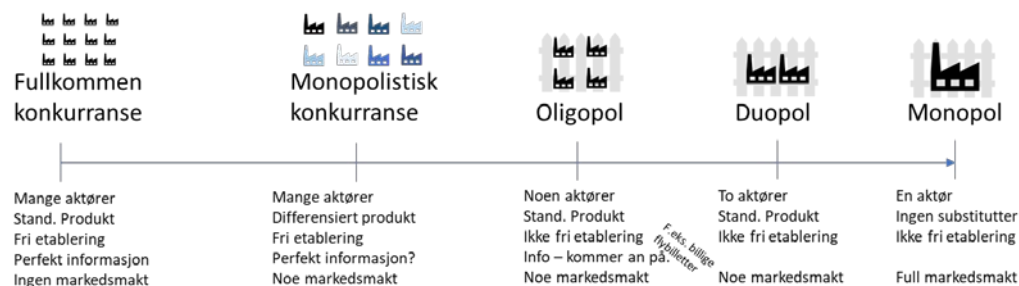 Fullkommen
konkurranse
Monopolistisk
konkurranse
Oligopol
Duopol
Monopol
Mange aktører
Stand. Produkt
Fri etablering
Perfekt informasjon
Ingen markedsmakt
Mange aktører
Differensiert produkt
Fri etablering
Perfekt informasjon?
Noe markedsmakt
Noen aktører
Stand. Produkt
Ikke fri etablering
Info – kommer an på.
Noe markedsmakt
F.eks. billige
flybilletter
To aktører
Stand. Produkt
Ikke fri etablering
Noe markedsmakt
En aktør
Ingen substitutter
Ikke fri etablering
Full markedsmakt